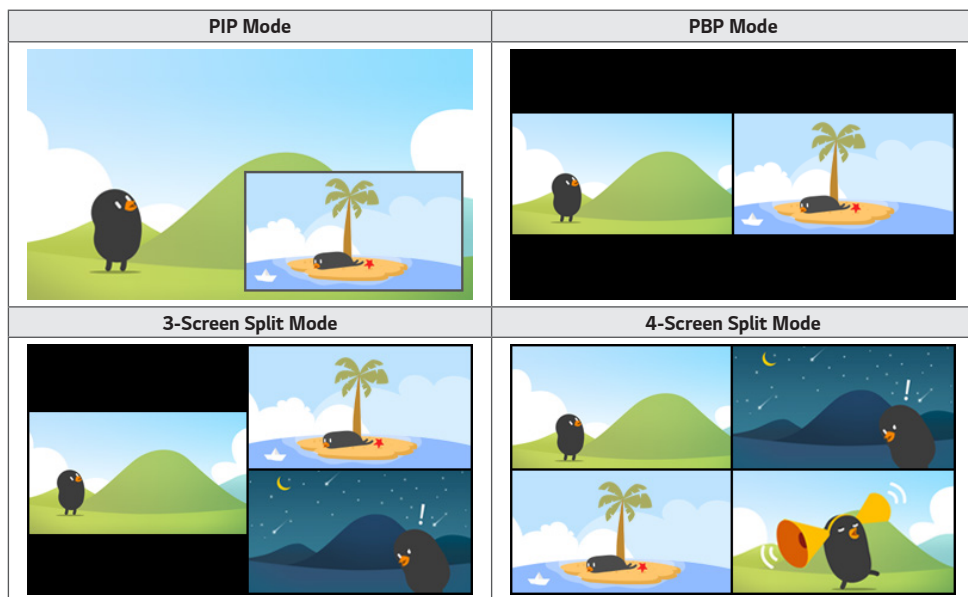 PIP Mode
PBP Mode
3-Screen Split Mode
4-Screen Split Mode